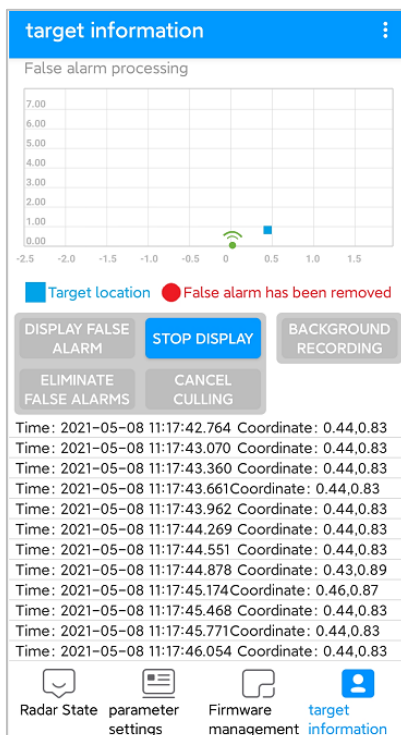 target information
False alarm processing
7.00
6.00
5.00
4.00
3.00
2.00
1.00
0.00
-2.5 -2.0 -1.5 -1.0 -0.5 0 0.5 1.0 1.5
Target location False alarm has been removed
DISPLAY FALSE ALARM
STOP DISPLAY
BACKGROUND RECORDING
ELIMINATE FALSE ALARMS
CANCEL CULLING
Time: 2021-05-08 11:17:42.764 Coordinate: 0.44,0.83
Time: 2021-05-08 11:17:43.070 Coordinate: 0.44,0.83
Time: 2021-05-08 11:17:43.360 Coordinate: 0.44,0.83
Time: 2021-05-08 11:17:43.661Coordinate: 0.44,0.83
Time: 2021-05-08 11:17:43.962 Coordinate: 0.44,0.83
Time: 2021-05-08 11:17:44.269 Coordinate: 0.44,0.83
Time: 2021-05-08 11:17:44.551 Coordinate: 0.44,0.83
Time: 2021-05-08 11:17:44.878 Coordinate: 0.43,0.89
Time: 2021-05-08 11:17:45.174Coordinate: 0.46,0.87
Time: 2021-05-08 11:17:45.468 Coordinate: 0.44,0.83
Time: 2021-05-08 11:17:45.771Coordinate: 0.44,0.83
Time: 2021-05-08 11:17:46.054 Coordinate: 0.44,0.83
Radar State
parameter settings
Firmware management
target information